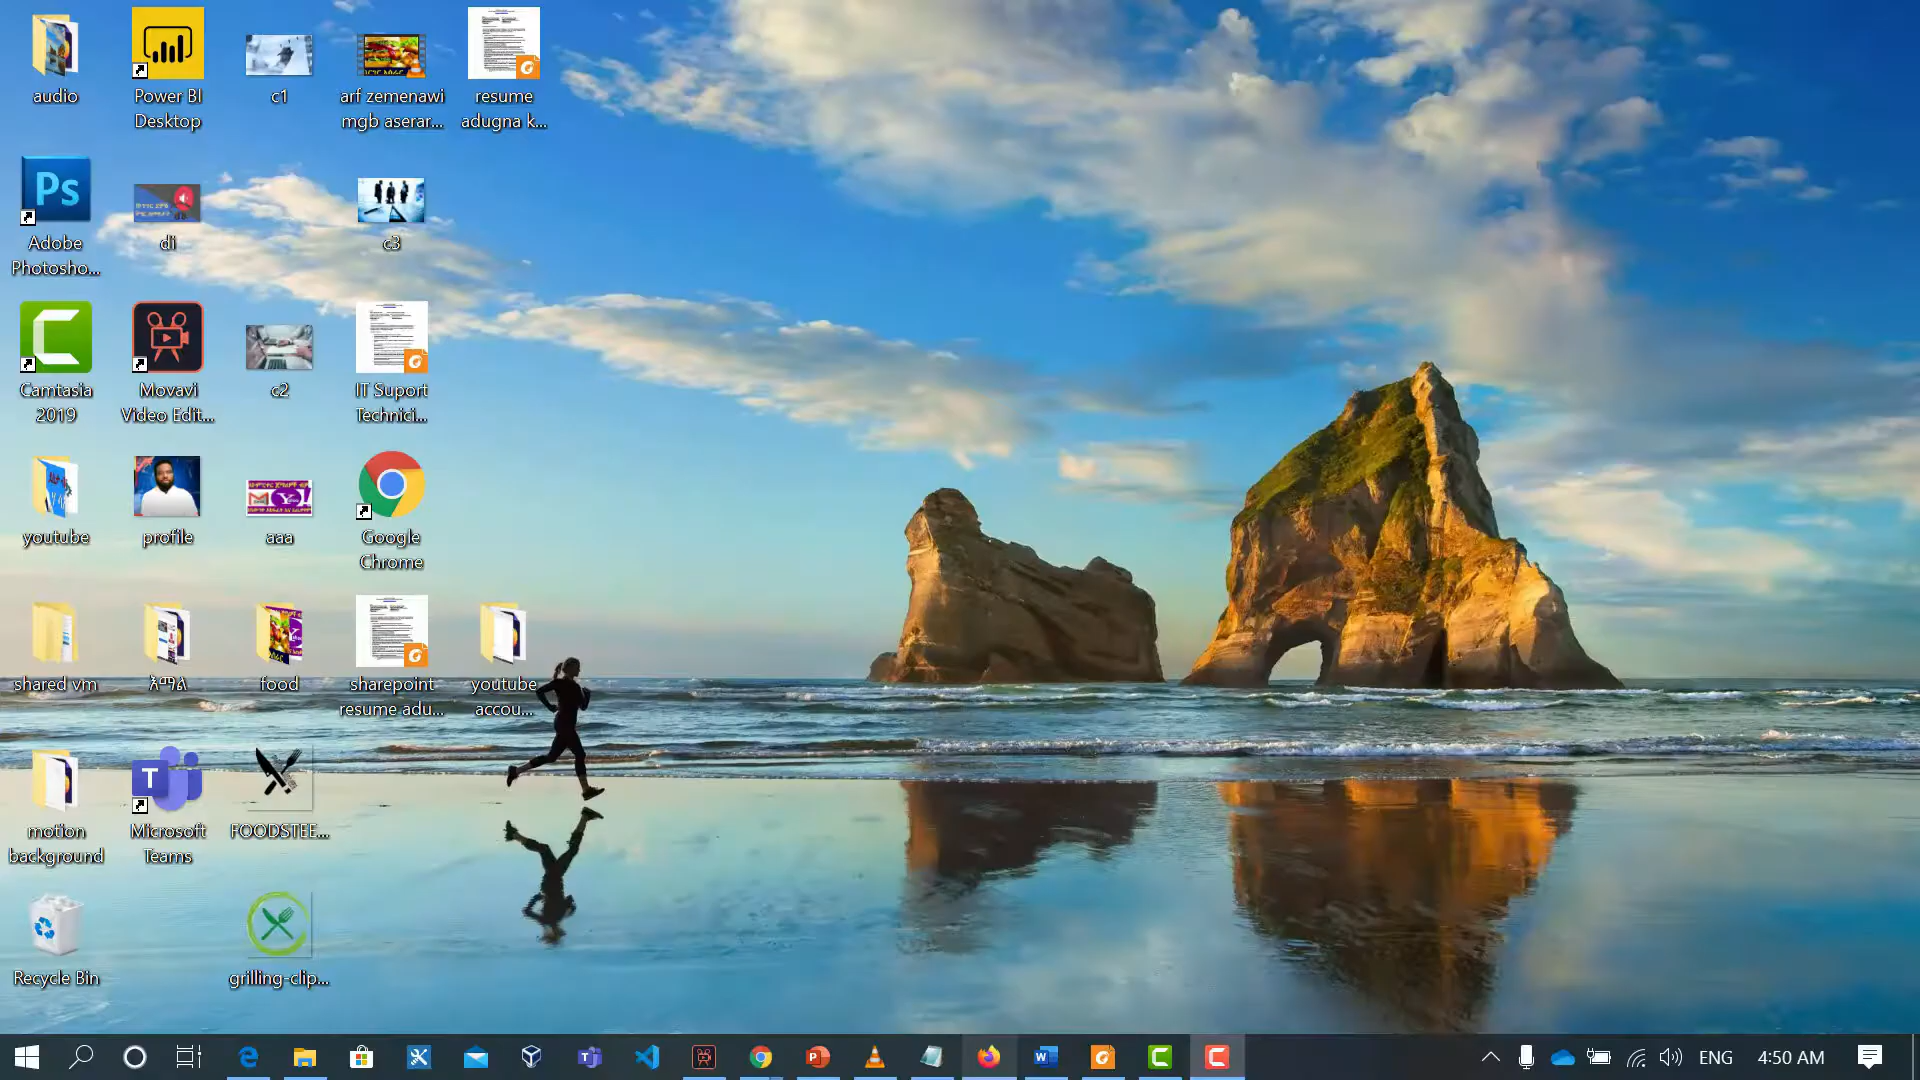 audio
Power BI
Desktop
c1
arf zemenawi
mgb aserar...
resume
adugna k...
Ps
Adobe
Photosho...
di
c3
Camtasia
2019
Movavi
Video Edit...
c2
IT Suport
Technici...
youtube
profile
aaa
Google
Chrome
shared vm
እማል
food
sharepoint
resume adu...
youtube
accou...
motion
background
T
Microsoft
Teams
FOODSTEE...
Recycle Bin
grilling-clip...
ENG
4:50 AM